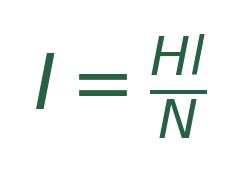 I = HI/N